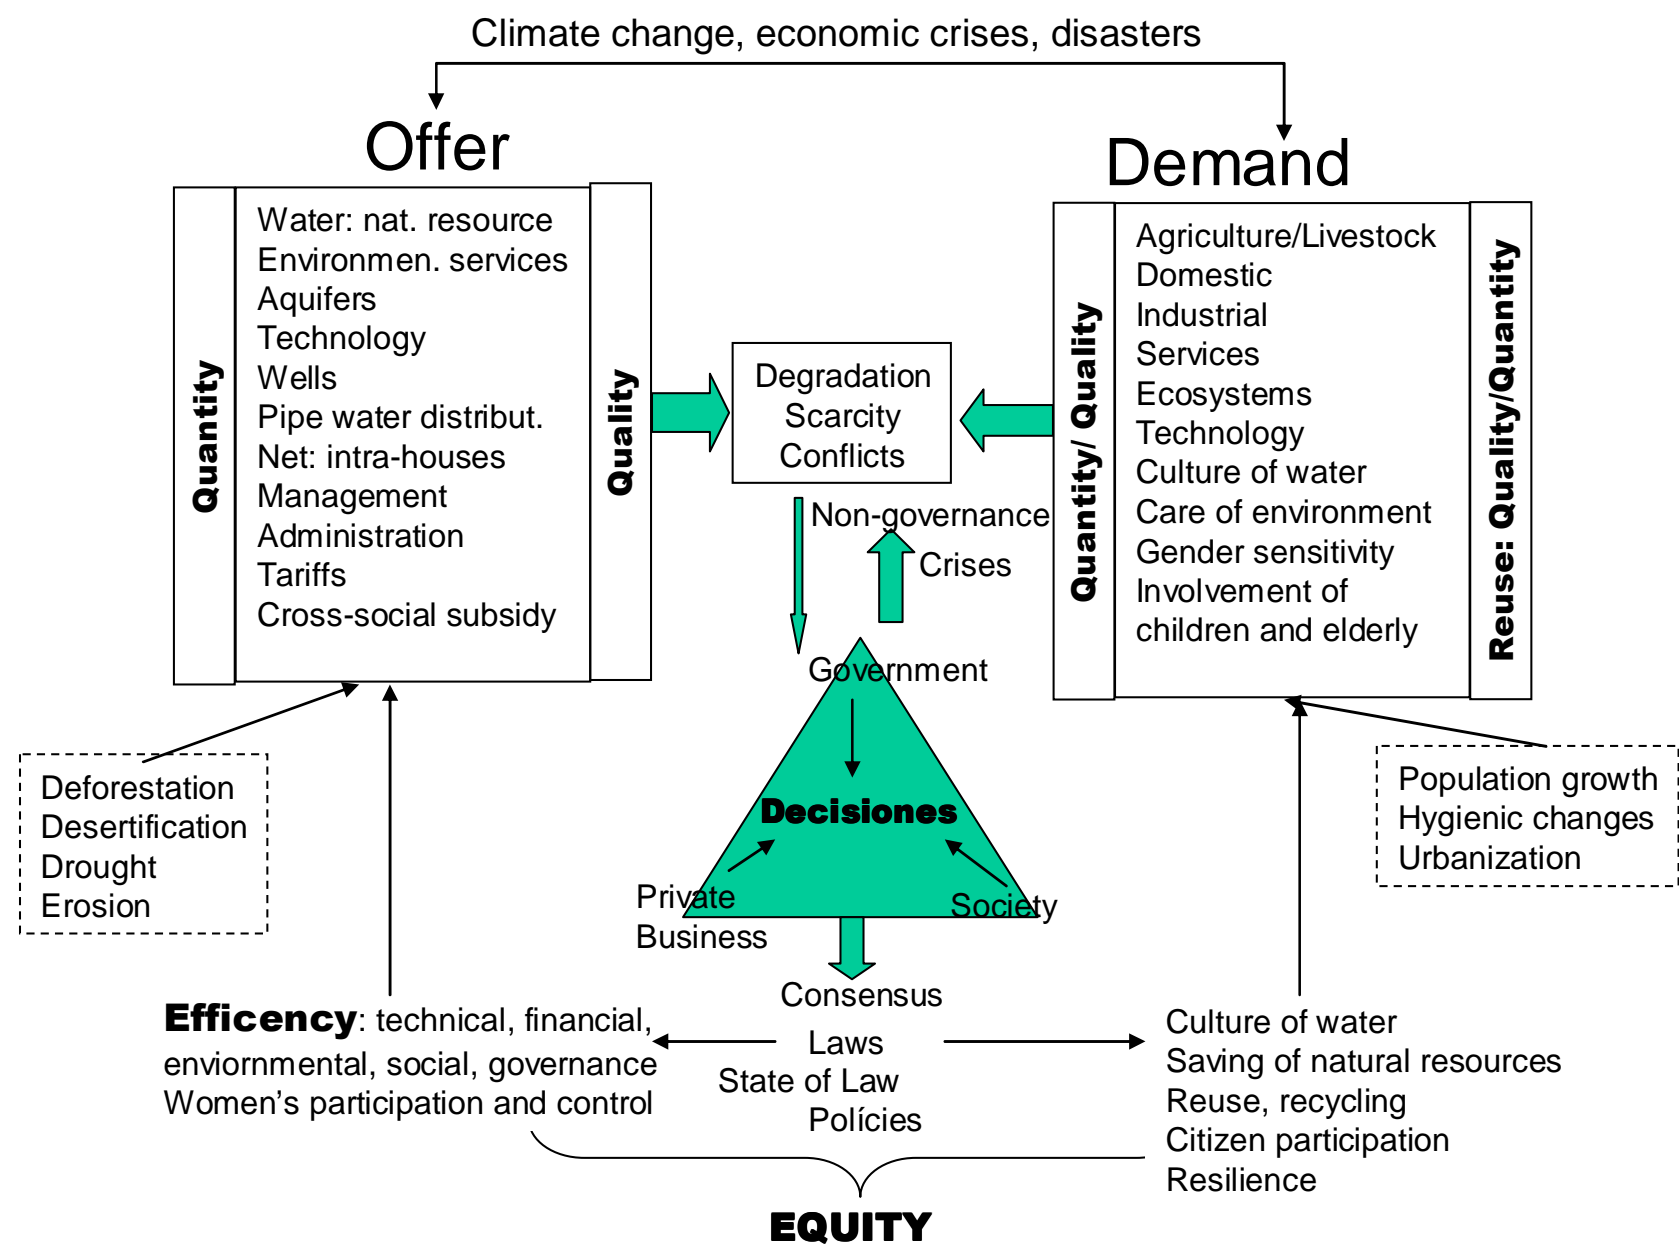 Climate change, economic crises, disasters
Offer
Demand
Quantity
Water: nat. resource
Environmen. services
Aquifers
Technology
Wells
Pipe water distribut.
Net: intra-houses
Management
Administration
Tariffs
Cross-social subsidy
Quality
Degradation
Scarcity
Conflicts
Quantity/ Quality
Agriculture/Livestock
Domestic
Industrial
Services
Ecosystems
Technology
Culture of water
Care of environment
Gender sensitivity
Involvement of
children and elderly
Reuse: Quality/Quantity
Non-governance
Crises
Government
Decisiones
Private
Business
Society
Deforestation
Desertification
Drought
Erosion
Population growth
Hygienic changes
Urbanization
Consensus
Laws
State of Law
Polícies
Efficency: technical, financial,
enviornmental, social, governance
Women’s participation and control
Culture of water
Saving of natural resources
Reuse, recycling
Citizen participation
Resilience
EQUITY